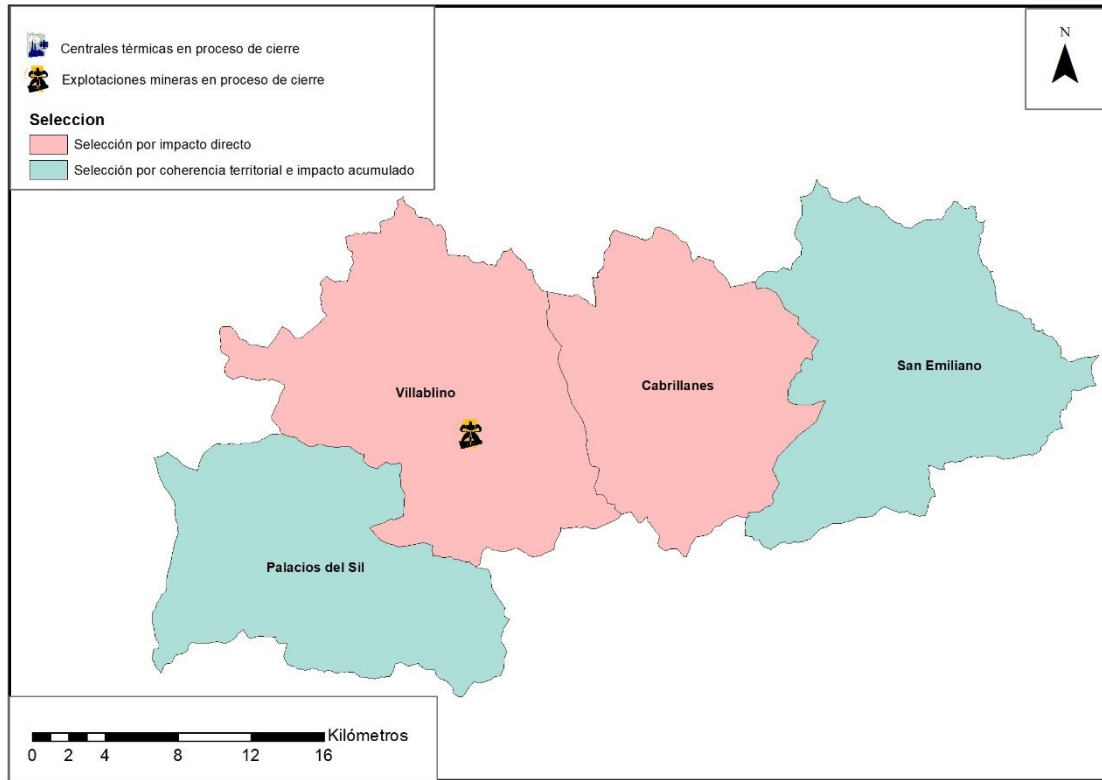 Centrales térmicas en proceso de cierre
Explotaciones mineras en proceso de cierre
Seleccion
Selección por impacto directo
Selección por coherencia territorial e impacto acumulado
N
San Emiliano
Cabrillanes
Villablino
Palacios del Sil
Kilómetros
0 2 4 8 12 16